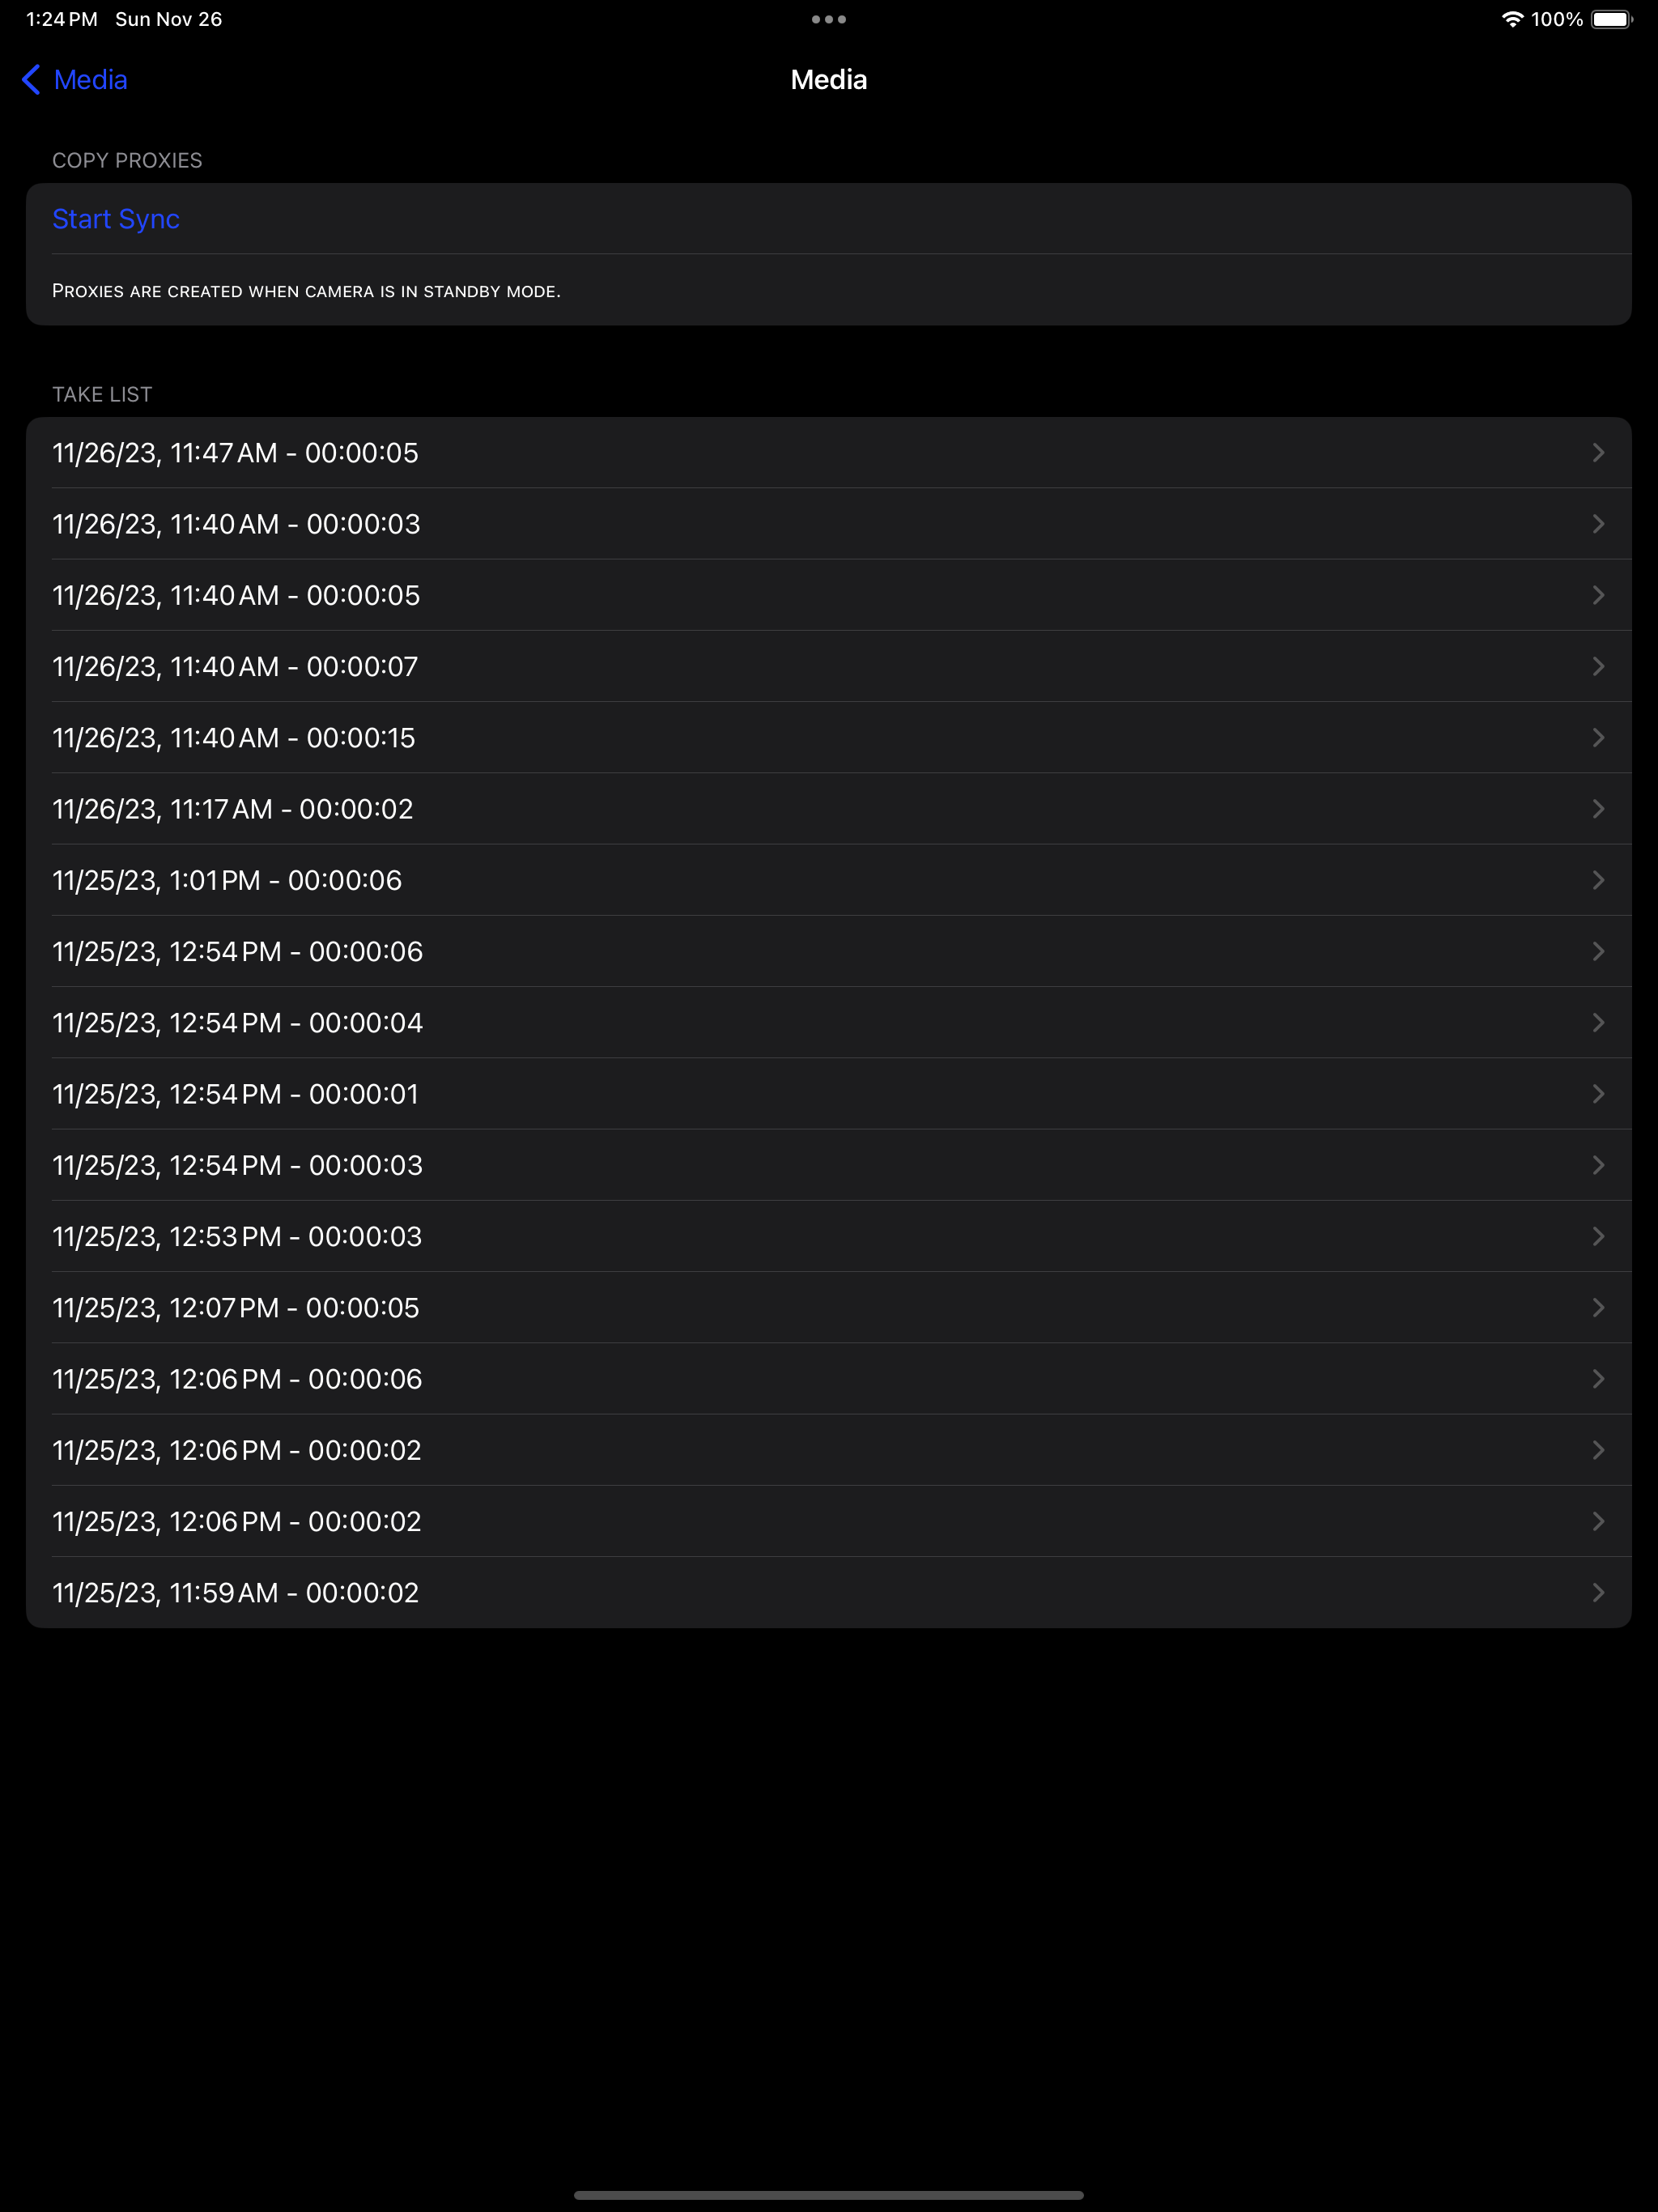 1:24 PM Sun Nov 26
100%
Media
Media
COPY PROXIES
Start Sync
PROXIES ARE CREATED WHEN CAMERA IS IN STANDBY MODE.
TAKE LIST
11/26/23, 11:47 AM - 00:00:05
11/26/23, 11:40 AM - 00:00:03
11/26/23, 11:40 AM - 00:00:05
11/26/23, 11:40 AM - 00:00:07
11/26/23, 11:40 AM - 00:00:15
11/26/23, 11:17 AM - 00:00:02
11/25/23, 1:01 PM - 00:00:06
11/25/23, 12:54 PM - 00:00:06
11/25/23, 12:54 PM - 00:00:04
11/25/23, 12:54 PM - 00:00:01
11/25/23, 12:54 PM - 00:00:03
11/25/23, 12:53 PM - 00:00:03
11/25/23, 12:07 PM - 00:00:05
11/25/23, 12:06 PM - 00:00:06
11/25/23, 12:06 PM - 00:00:02
11/25/23, 12:06 PM - 00:00:02
11/25/23, 11:59 AM - 00:00:02